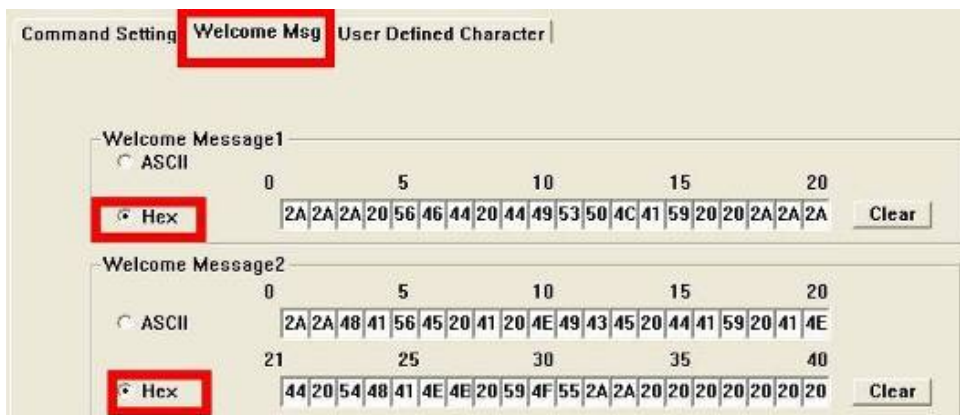 Command Setting Welcome Msg User Defined Character
Welcome Message1
ASCII
0 5 10 15 20
Hex 2A 2A 2A 20 56 46 44 20 44 49 53 50 4C 41 59 20 20 2A 2A 2A Clear
Welcome Message2
0 5 10 15 20
ASCII 2A 2A 48 41 56 45 20 41 20 4E 49 43 45 20 44 41 59 20 41 4E
21 25 30 35 40
Hex 44 20 54 48 41 4E 4B 20 59 4F 55 2A 2A 20 20 20 20 20 20 20 Clear